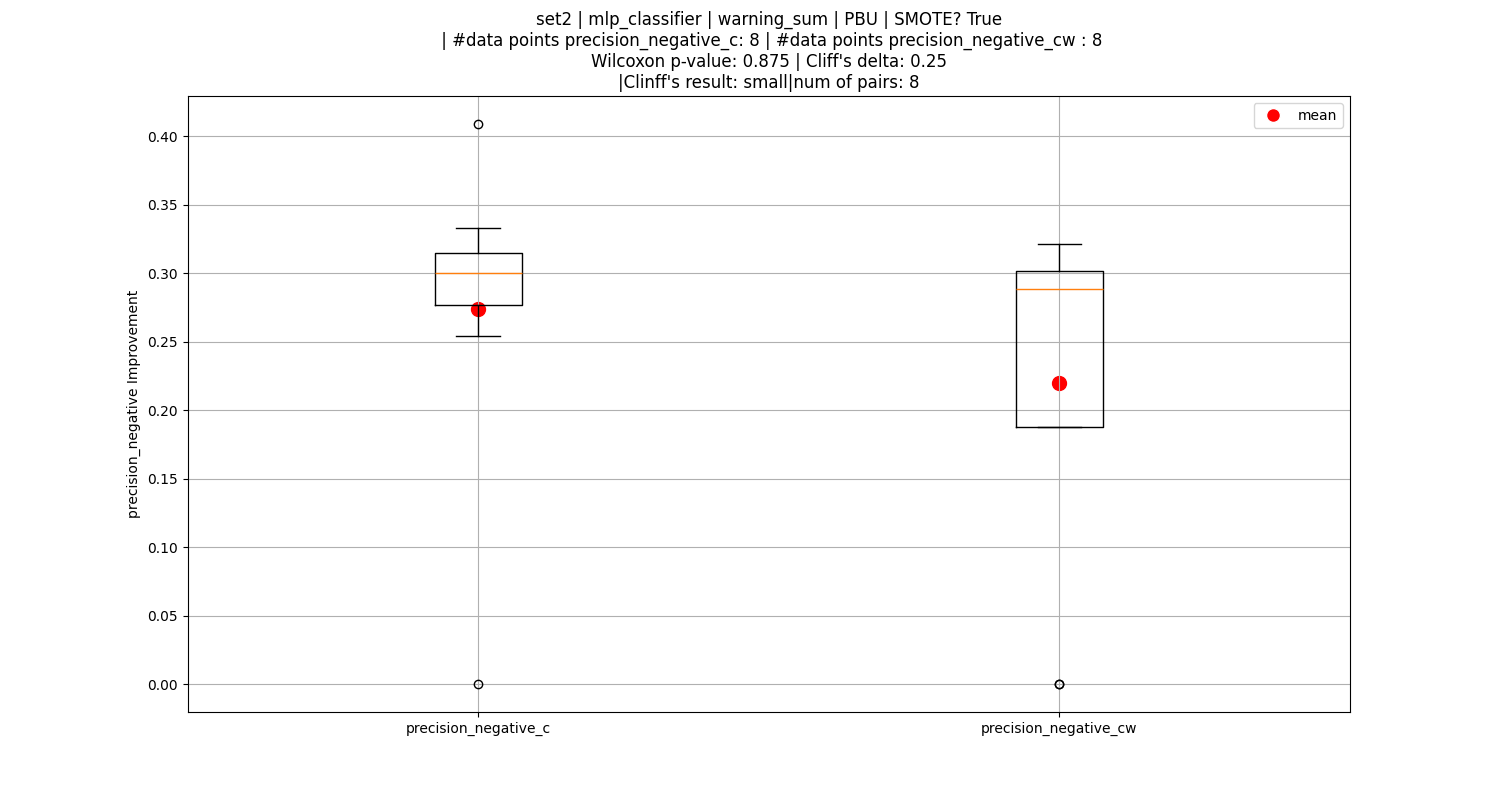 set2 | mlp_classifier | warning_sum | PBU | SMOTE? True
| #data points precision_negative_c: 8 | #data points precision_negative_cw : 8
Wilcoxon p-value: 0.875 | Cliff's delta: 0.25
|Clinff's result: small|num of pairs: 8
mean
0.40
0.35
0.30
0.25
0.20
0.15
0.10
0.05
0.00
precision_negative Improvement
precision_negative_c
precision_negative_cw